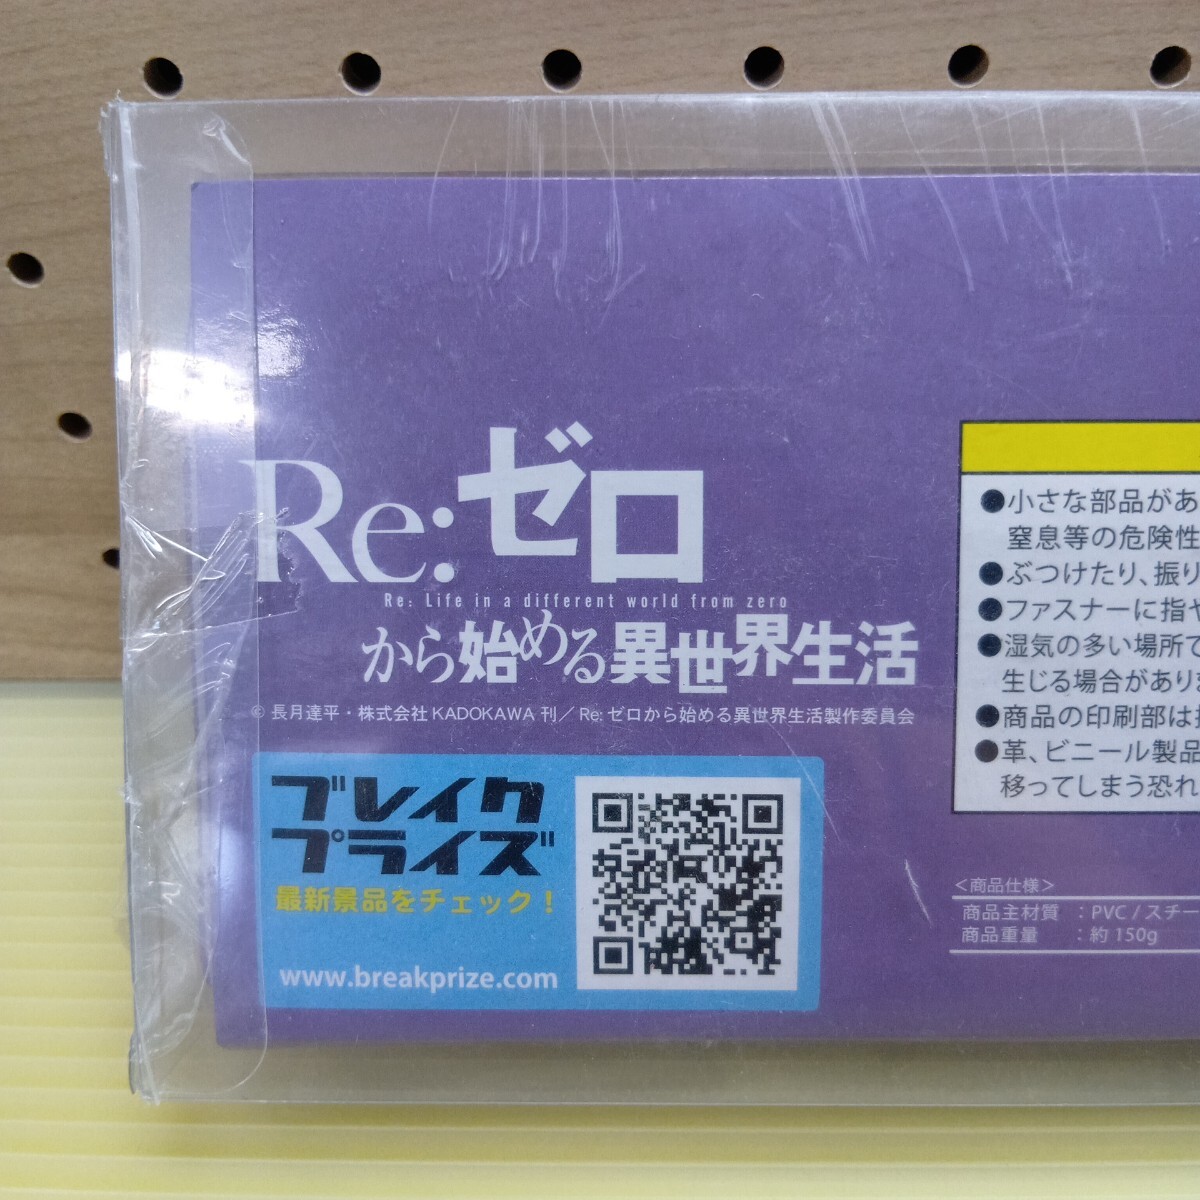 Re:ゼロ
Re: Life in a different world from zero
から始める異世界生活
© 長月達平・株式会社KADOKAWA 刊／Re: ゼロから始める異世界生活製作委員会
ブレイク
プライズ
最新景品をチェック！
www.breakprize.com
●小さな部品があ
窒息等の危険性
●ぶつけたり、振り
●ファスナーに指や
●湿気の多い場所で
生じる場合があり
●商品の印刷部は
●革、ビニール製品
移ってしまう恐れ
＜商品仕様＞
商品主材質 ：PVC / スチー
商品重量 ：約 150g